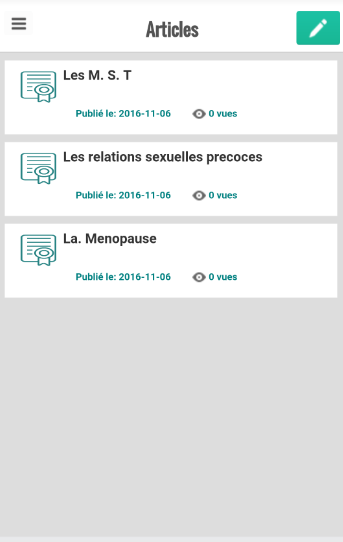 Articles
Les M. S. T
Publié le: 2016-11-06 0 vues
Les relations sexuelles precoces
Publié le: 2016-11-06 0 vues
La. Menopause
Publié le: 2016-11-06 0 vues